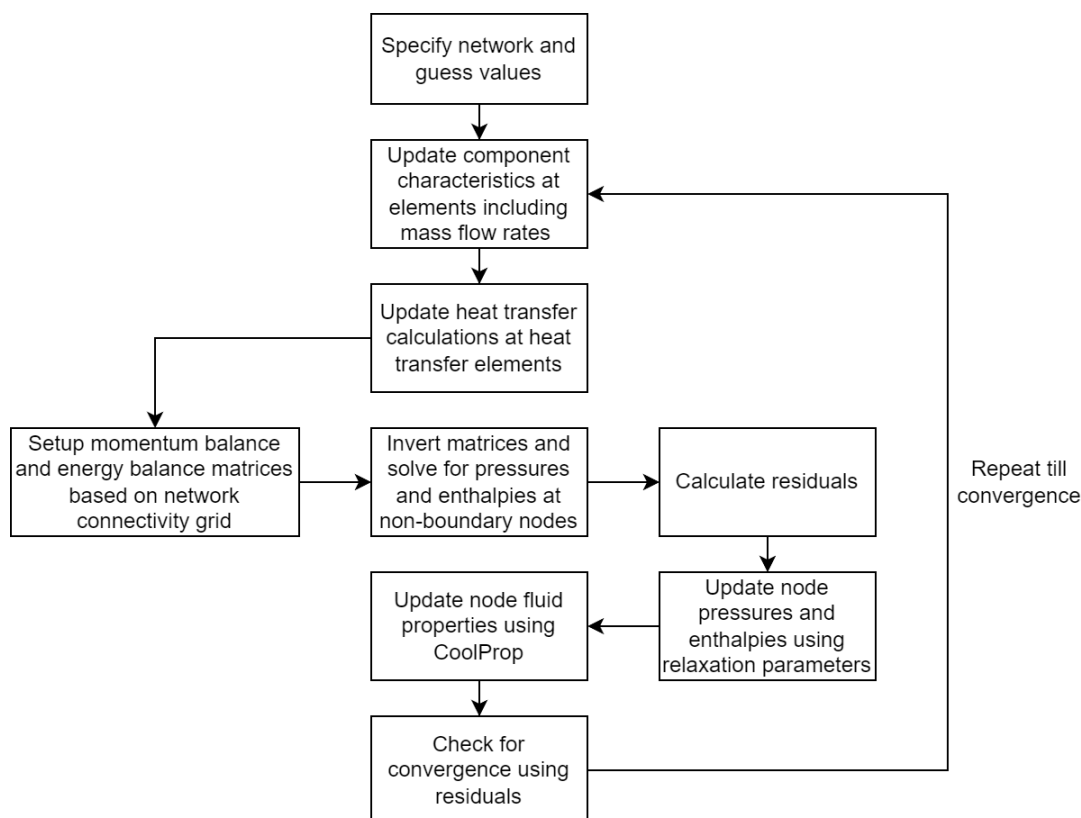 Specify network and
guess values
Update component
characteristics at
elements including
mass flow rates
Update heat transfer
calculations at heat
transfer elements
Setup momentum balance
and energy balance matrices
based on network
connectivity grid
Invert matrices and
solve for pressures
and enthalpies at
non-boundary nodes
Calculate residuals
Update node
pressures and
enthalpies using
relaxation parameters
Update node fluid
properties using
CoolProp
Check for
convergence using
residuals
Repeat till
convergence